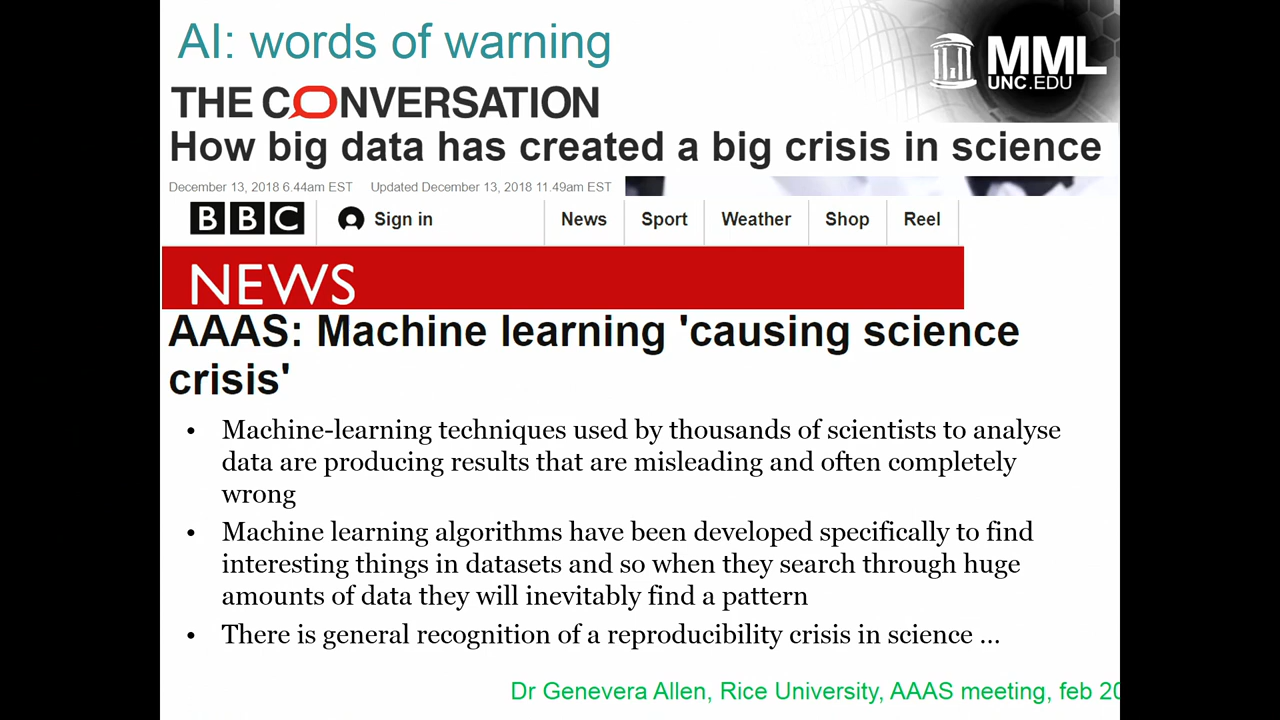 AI: words of warning
MML
UNC.EDU
THE CONVERSATION
How big data has created a big crisis in science
December 13, 2018 6.44am EST Updated December 13, 2018 11.49am EST
BBC Sign in News Sport Weather Shop Reel
NEWS
AAAS: Machine learning 'causing science
crisis'
• Machine-learning techniques used by thousands of scientists to analyse
data are producing results that are misleading and often completely
wrong
• Machine learning algorithms have been developed specifically to find
interesting things in datasets and so when they search through huge
amounts of data they will inevitably find a pattern
• There is general recognition of a reproducibility crisis in science ...
Dr Genevera Allen, Rice University, AAAS meeting, feb